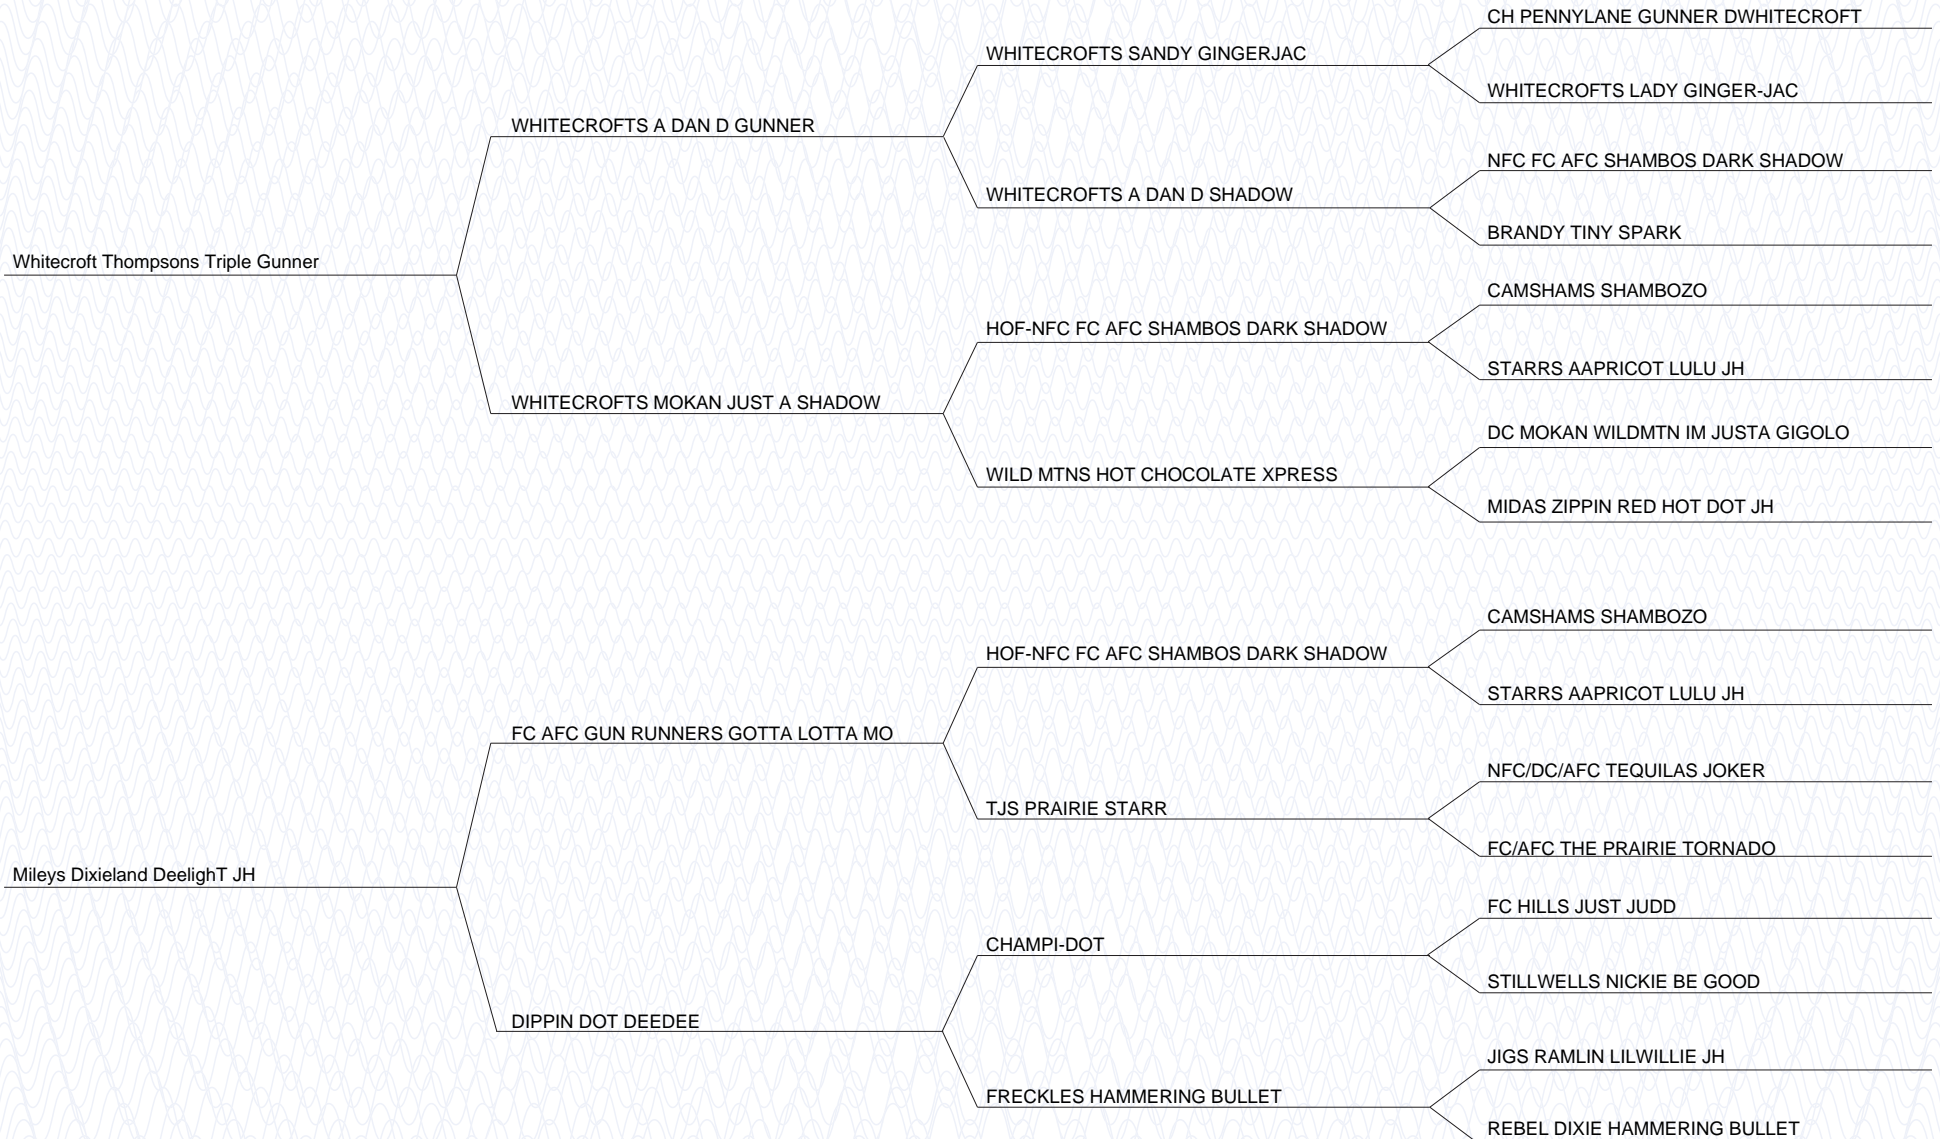 CH PENNYLANE GUNNER DWHITECROFT
WHITECROFTS SANDY GINGERJAC
WHITECROFTS LADY GINGER-JAC
WHITECROFTS A DAN D GUNNER
NFC FC AFC SHAMBOS DARK SHADOW
WHITECROFTS A DAN D SHADOW
BRANDY TINY SPARK
Whitecroft Thompsons Triple Gunner
CAMSHAMS SHAMBOZO
HOF-NFC FC AFC SHAMBOS DARK SHADOW
STARRS AAPRICOT LULU JH
WHITECROFTS MOKAN JUST A SHADOW
DC MOKAN WILDMTN IM JUSTA GIGOLO
WILD MTNS HOT CHOCOLATE XPRESS
MIDAS ZIPPIN RED HOT DOT JH
CAMSHAMS SHAMBOZO
HOF-NFC FC AFC SHAMBOS DARK SHADOW
STARRS AAPRICOT LULU JH
FC AFC GUN RUNNERS GOTTA LOTTA MO
NFC/DC/AFC TEQUILAS JOKER
TJS PRAIRIE STARR
FC/AFC THE PRAIRIE TORNADO
Mileys Dixieland DeelighT JH
FC HILLS JUST JUDD
CHAMPI-DOT
STILLWELLS NICKIE BE GOOD
DIPPIN DOT DEEDEE
JIGS RAMLIN LILWILLIE JH
FRECKLES HAMMERING BULLET
REBEL DIXIE HAMMERING BULLET